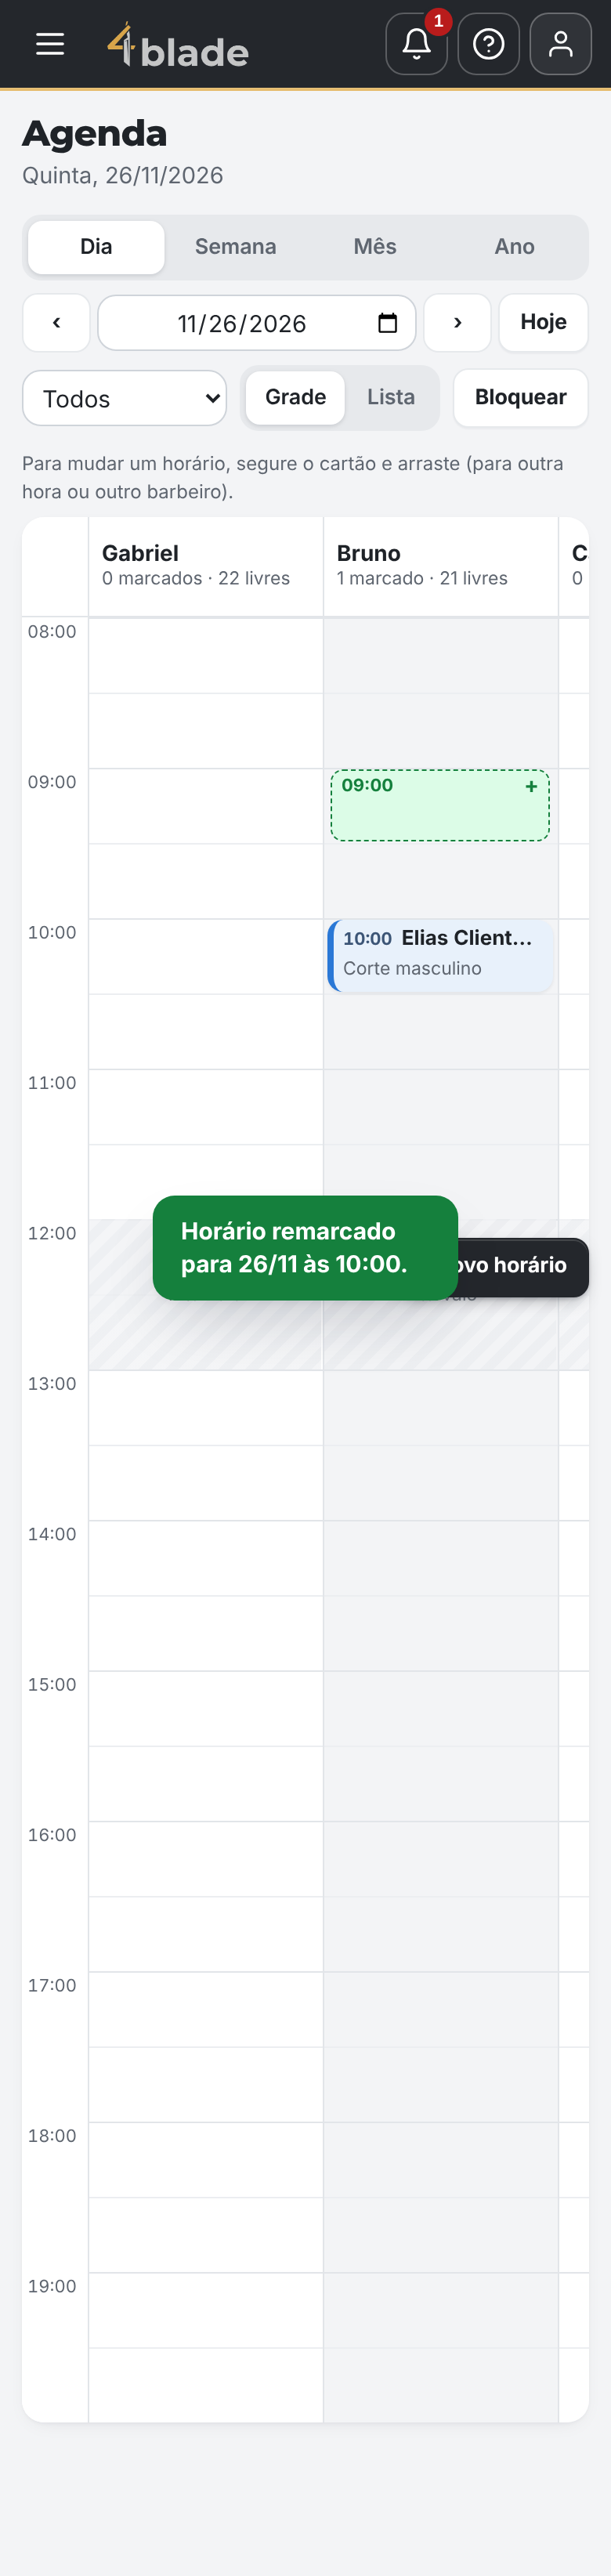 4blade
1
Agenda
Quinta, 26/11/2026
Dia Semana Mês Ano
‹ 11/26/2026 › Hoje
Todos Grade Lista Bloquear
Para mudar um horário, segure o cartão e arraste (para outra
hora ou outro barbeiro).
Gabriel
0 marcados · 22 livres
Bruno
1 marcado · 21 livres
C
0
08:00
09:00
09:00 +
10:00
10:00 Elias Client...
Corte masculino
11:00
12:00
Horário remarcado
para 26/11 às 10:00.
ovo horário
13:00
14:00
15:00
16:00
17:00
18:00
19:00